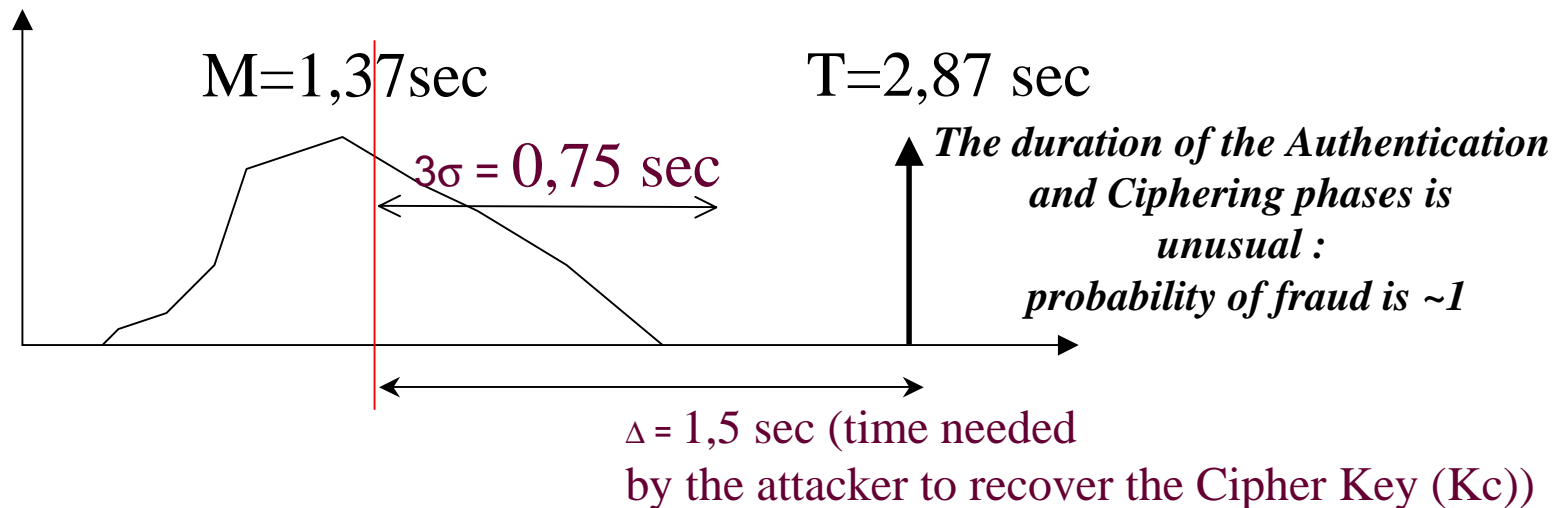 M=1,37sec
T=2,87 sec
3σ = 0,75 sec
The duration of the Authentication
and Ciphering phases is
unusual :
probability of fraud is ~1
Δ = 1,5 sec (time needed
by the attacker to recover the Cipher Key (Kc))